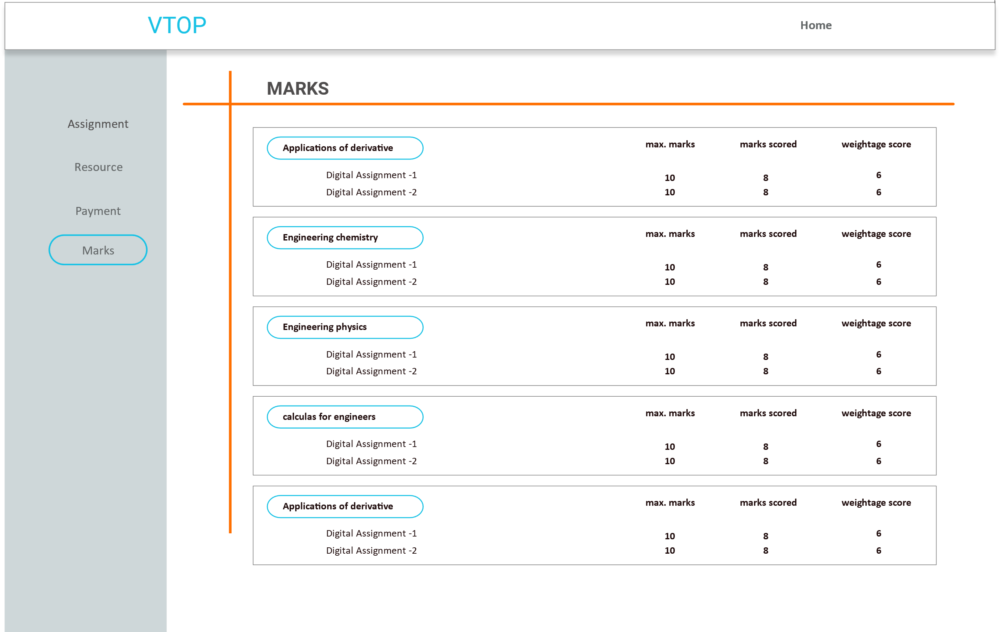 VTOP Home
MARKS
Assignment
Resource
Payment
Marks
Applications of derivative max. marks marks scored weightage score
Digital Assignment -1 10 8 6
Digital Assignment -2 10 8 6
Engineering chemistry max. marks marks scored weightage score
Digital Assignment -1 10 8 6
Digital Assignment -2 10 8 6
Engineering physics max. marks marks scored weightage score
Digital Assignment -1 10 8 6
Digital Assignment -2 10 8 6
calculas for engineers max. marks marks scored weightage score
Digital Assignment -1 10 8 6
Digital Assignment -2 10 8 6
Applications of derivative max. marks marks scored weightage score
Digital Assignment -1 10 8 6
Digital Assignment -2 10 8 6